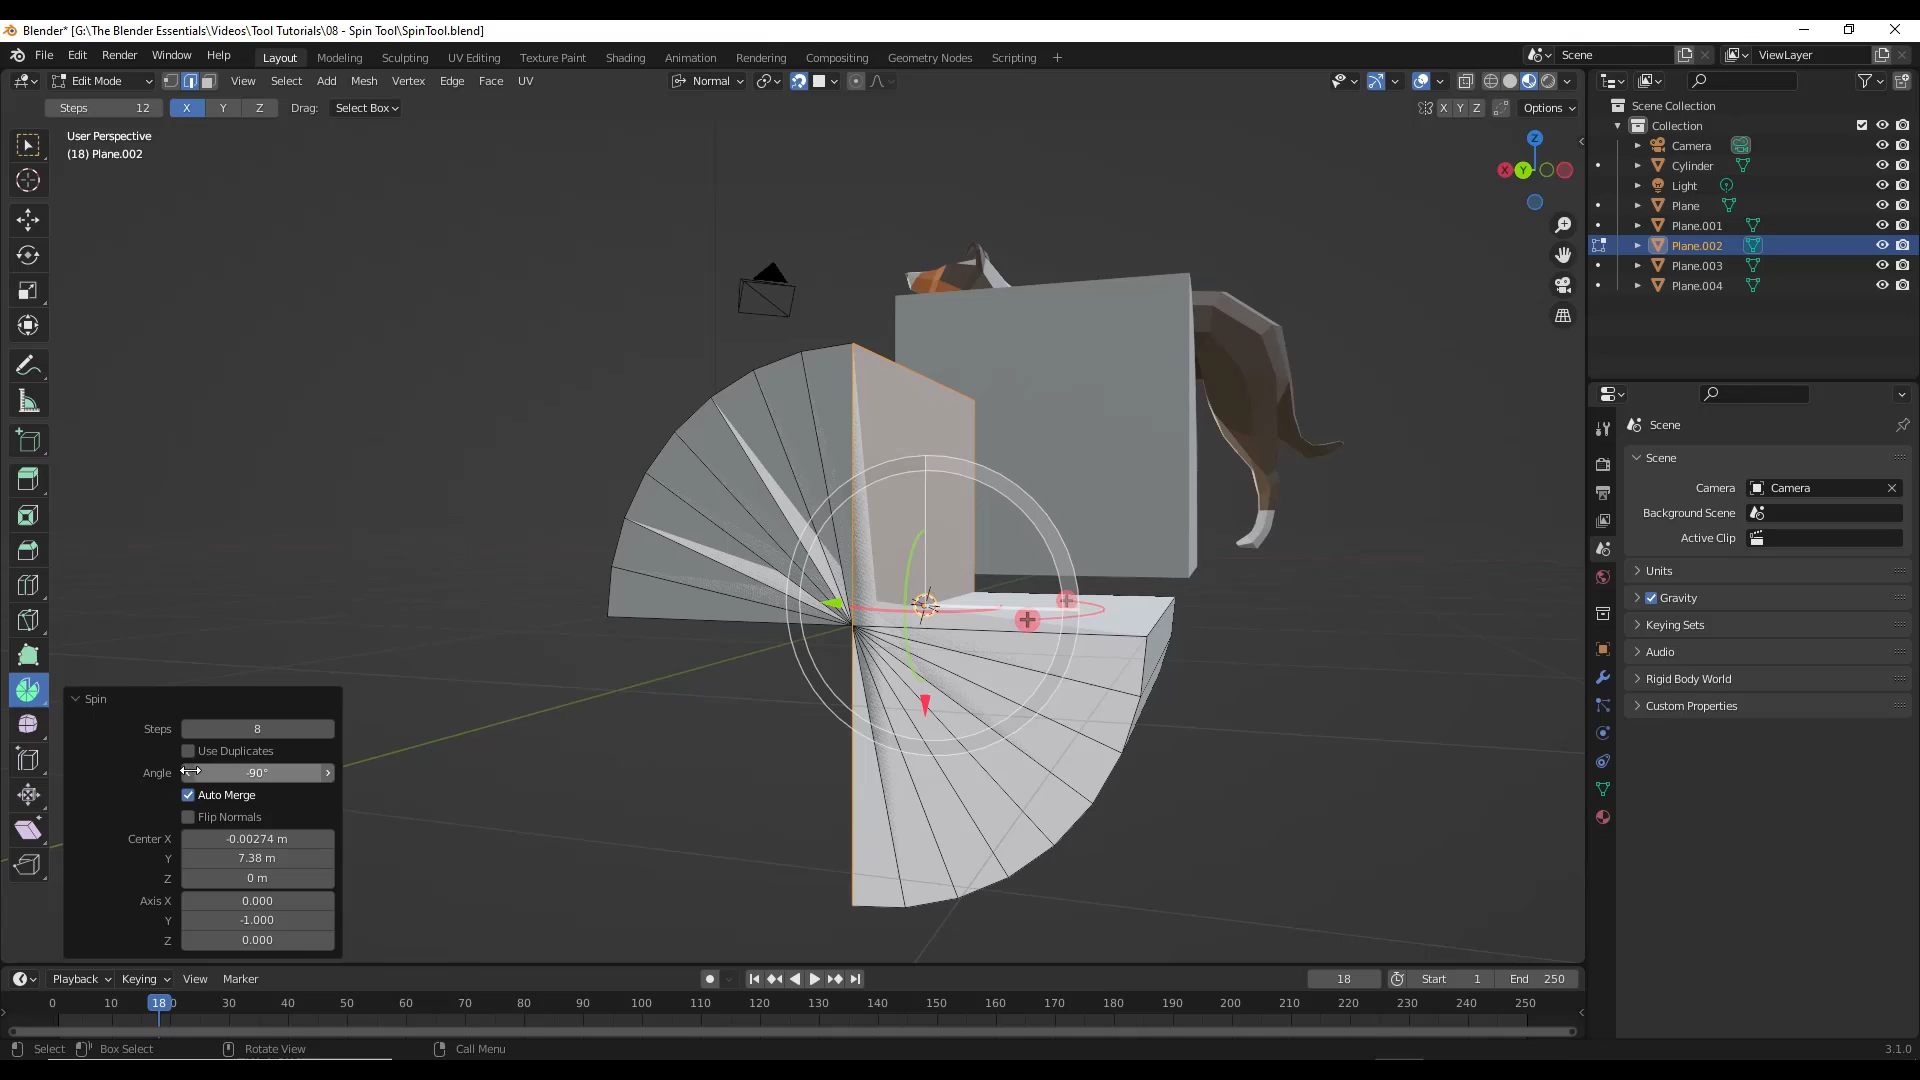 Blender* [G:\The Blender Essentials\Videos\Tool Tutorials\08 - Spin Tool\SpinTool.blend]
File Edit Render Window Help Layout Modeling Sculpting UV Editing Texture Paint Shading Animation Rendering Compositing Geometry Nodes Scripting + Scene ViewLayer
Edit Mode View Select Add Mesh Vertex Edge Face UV Normal
Steps 12 X Y Z Drag: Select Box X Y Z Options
User Perspective
(18) Plane.002
Z
X Y
Scene Collection
Collection
Camera
Cylinder
Light
Plane
Plane.001
Plane.002
Plane.003
Plane.004
Scene
Scene
Camera Camera
Background Scene
Active Clip
Units
Gravity
Keying Sets
Audio
Rigid Body World
Custom Properties
Spin
Steps 8
Use Duplicates
Angle -90°
Auto Merge
Flip Normals
Center X -0.00274 m
Y 7.38 m
Z 0 m
Axis X 0.000
Y -1.000
Z 0.000
Playback Keying View Marker 18 Start 1 End 250
0 10 18 30 40 50 60 70 80 90 100 110 120 130 140 150 160 170 180 190 200 210 220 230 240 250
Select Box Select Rotate View Call Menu 3.1.0